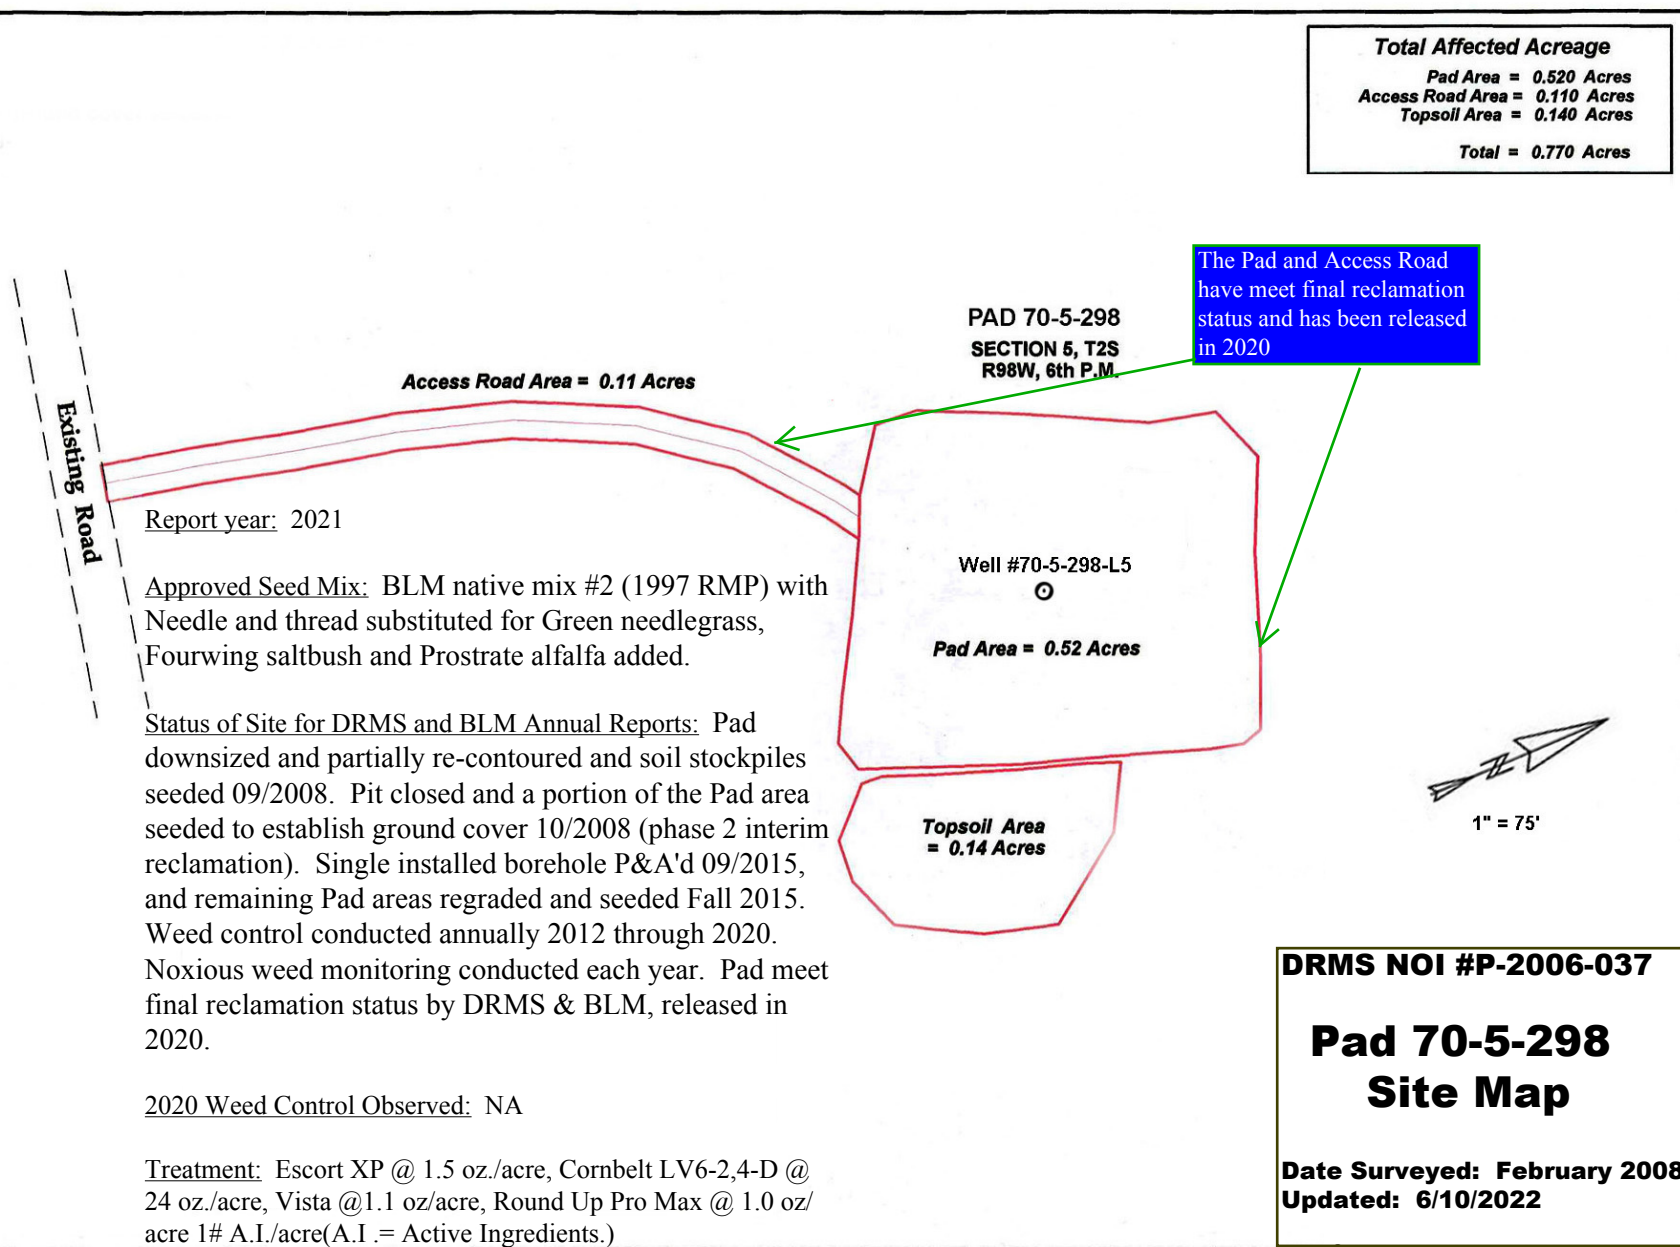 Total Affected Acreage
Pad Area = 0.520 Acres
Access Road Area = 0.110 Acres
Topsoil Area = 0.140 Acres
Total = 0.770 Acres
The Pad and Access Road
have meet final reclamation
status and has been released
in 2020
PAD 70-5-298
SECTION 5, T2S
R98W, 6th P.M.
Access Road Area = 0.11 Acres
Existing Road
Well #70-5-298-L5
Pad Area = 0.52 Acres
Topsoil Area
= 0.14 Acres
1" = 75'
Report year: 2021
Approved Seed Mix: BLM native mix #2 (1997 RMP) with
Needle and thread substituted for Green needlegrass,
Fourwing saltbush and Prostrate alfalfa added.
Status of Site for DRMS and BLM Annual Reports: Pad
downsized and partially re-contoured and soil stockpiles
seeded 09/2008. Pit closed and a portion of the Pad area
seeded to establish ground cover 10/2008 (phase 2 interim
reclamation). Single installed borehole P&A'd 09/2015,
and remaining Pad areas regraded and seeded Fall 2015.
Weed control conducted annually 2012 through 2020.
Noxious weed monitoring conducted each year. Pad meet
final reclamation status by DRMS & BLM, released in
2020.
2020 Weed Control Observed: NA
Treatment: Escort XP @ 1.5 oz./acre, Cornbelt LV6-2,4-D @
24 oz./acre, Vista @1.1 oz/acre, Round Up Pro Max @ 1.0 oz/
acre 1# A.I./acre(A.I .= Active Ingredients.)
DRMS NOI #P-2006-037
Pad 70-5-298
Site Map
Date Surveyed: February 2008
Updated: 6/10/2022